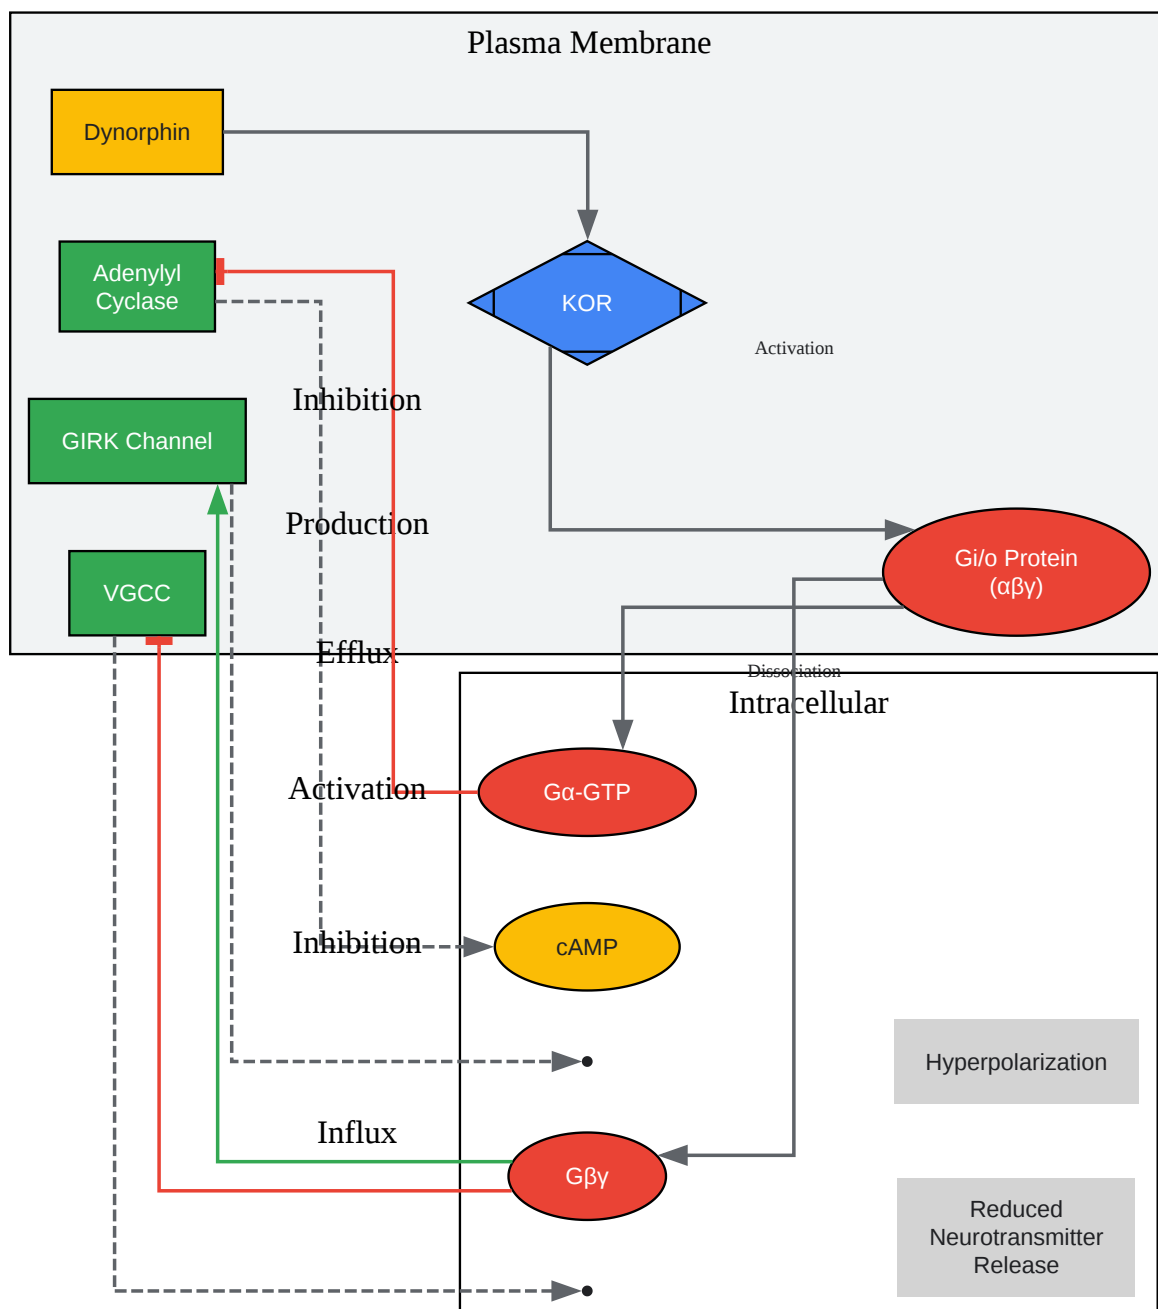 Plasma Membrane
Dynorphin
Adenylyl
Cyclase
KOR
Activation
Inhibition
GIRK Channel
Production
Gi/o Protein
(αβγ)
VGCC
Efflux
Dissociation
Intracellular
Activation
Gα-GTP
Inhibition
cAMP
Hyperpolarization
Influx
Gβγ
Reduced
Neurotransmitter
Release